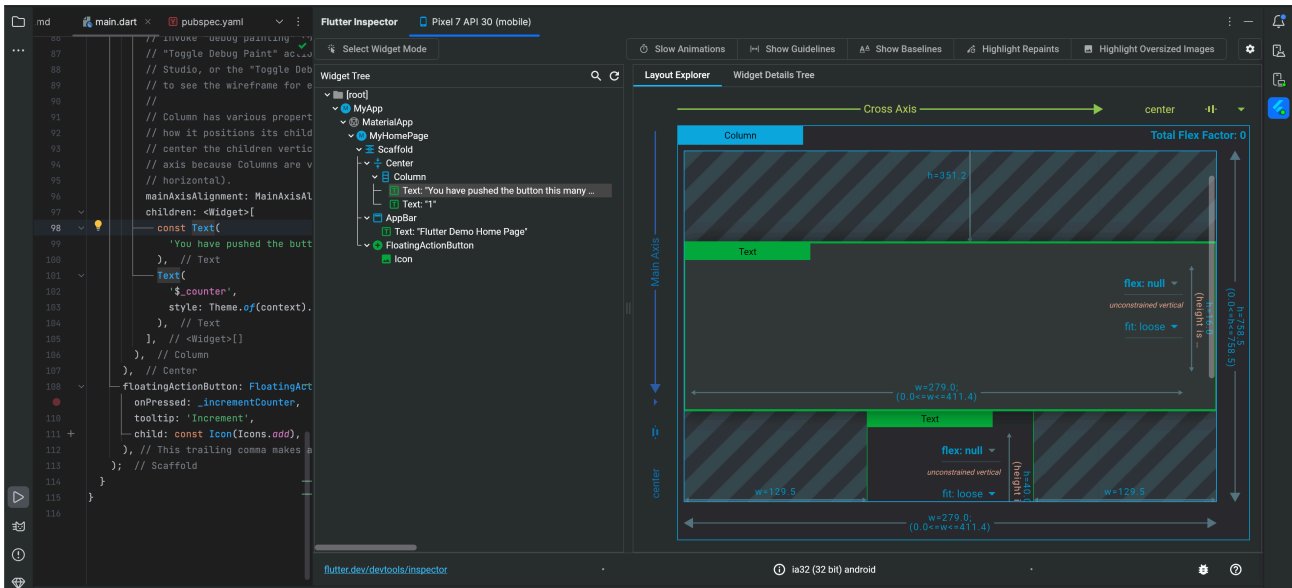 md
main.dart
pubspec.yaml
Flutter Inspector
Pixel 7 API 30 (mobile)
Select Widget Mode
Slow Animations
Show Guidelines
Show Baselines
Highlight Repaints
Highlight Oversized Images
87 // "Toggle Debug Paint" actio
88 // Studio, or the "Toggle Deb
89 // to see the wireframe for e
90 //
91 // Column has various propert
92 // how it positions its child
93 // center the children vertic
94 // axis because Columns are v
95 // horizontal).
96 mainAxisAlignment: MainAxisAl
97 children: <Widget>[
98 const Text(
99 'You have pushed the butt
100 ), // Text
101 Text(
102 '$_counter',
103 style: Theme.of(context).
104 ), // Text
105 ], // <Widget>[]
106 ), // Column
107 ), // Center
108 floatingActionButton: FloatingAct
onPressed: _incrementCounter,
110 tooltip: 'Increment',
111 + child: const Icon(Icons.add),
112 ), // This trailing comma makes a
113 ); // Scaffold
114 }
115 }
116
Widget Tree
[root]
MyApp
MaterialApp
MyHomePage
Scaffold
Center
Column
Text: "You have pushed the button this many ...
Text: "1"
AppBar
Text: "Flutter Demo Home Page"
FloatingActionButton
Icon
Layout Explorer
Widget Details Tree
Cross Axis
center
Column
Total Flex Factor: 0
h=351.2
Main Axis
center
Text
flex: null
unconstrained vertical
fit: loose
(height is ...
w=279.0;
(0.0<=w<=411.4)
h=758.5
(0.0<=h<=758.5)
Text
flex: null
unconstrained vertical
fit: loose
h=40.0
(height i
w=129.5
w=129.5
w=279.0;
(0.0<=w<=411.4)
flutter.dev/devtools/inspector
ia32 (32 bit) android